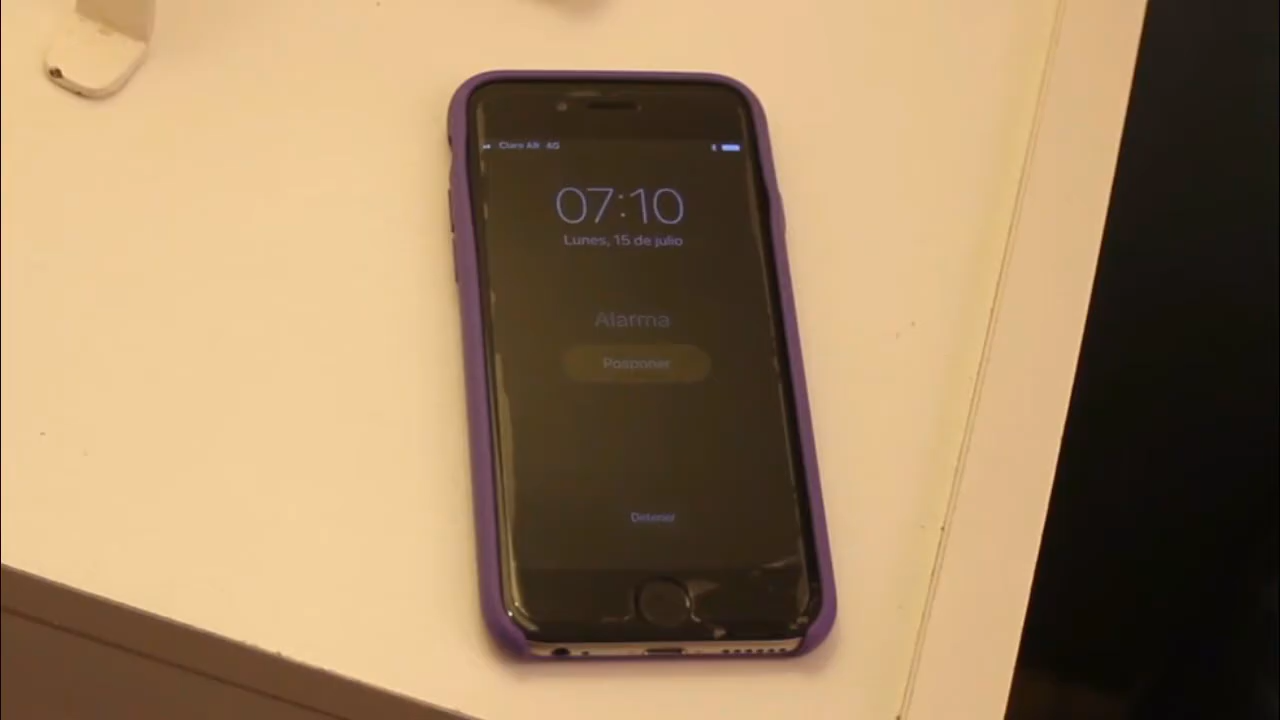 Claro AR 4G
07:10
Lunes, 15 de julio
Alarma
Posponer
Detener